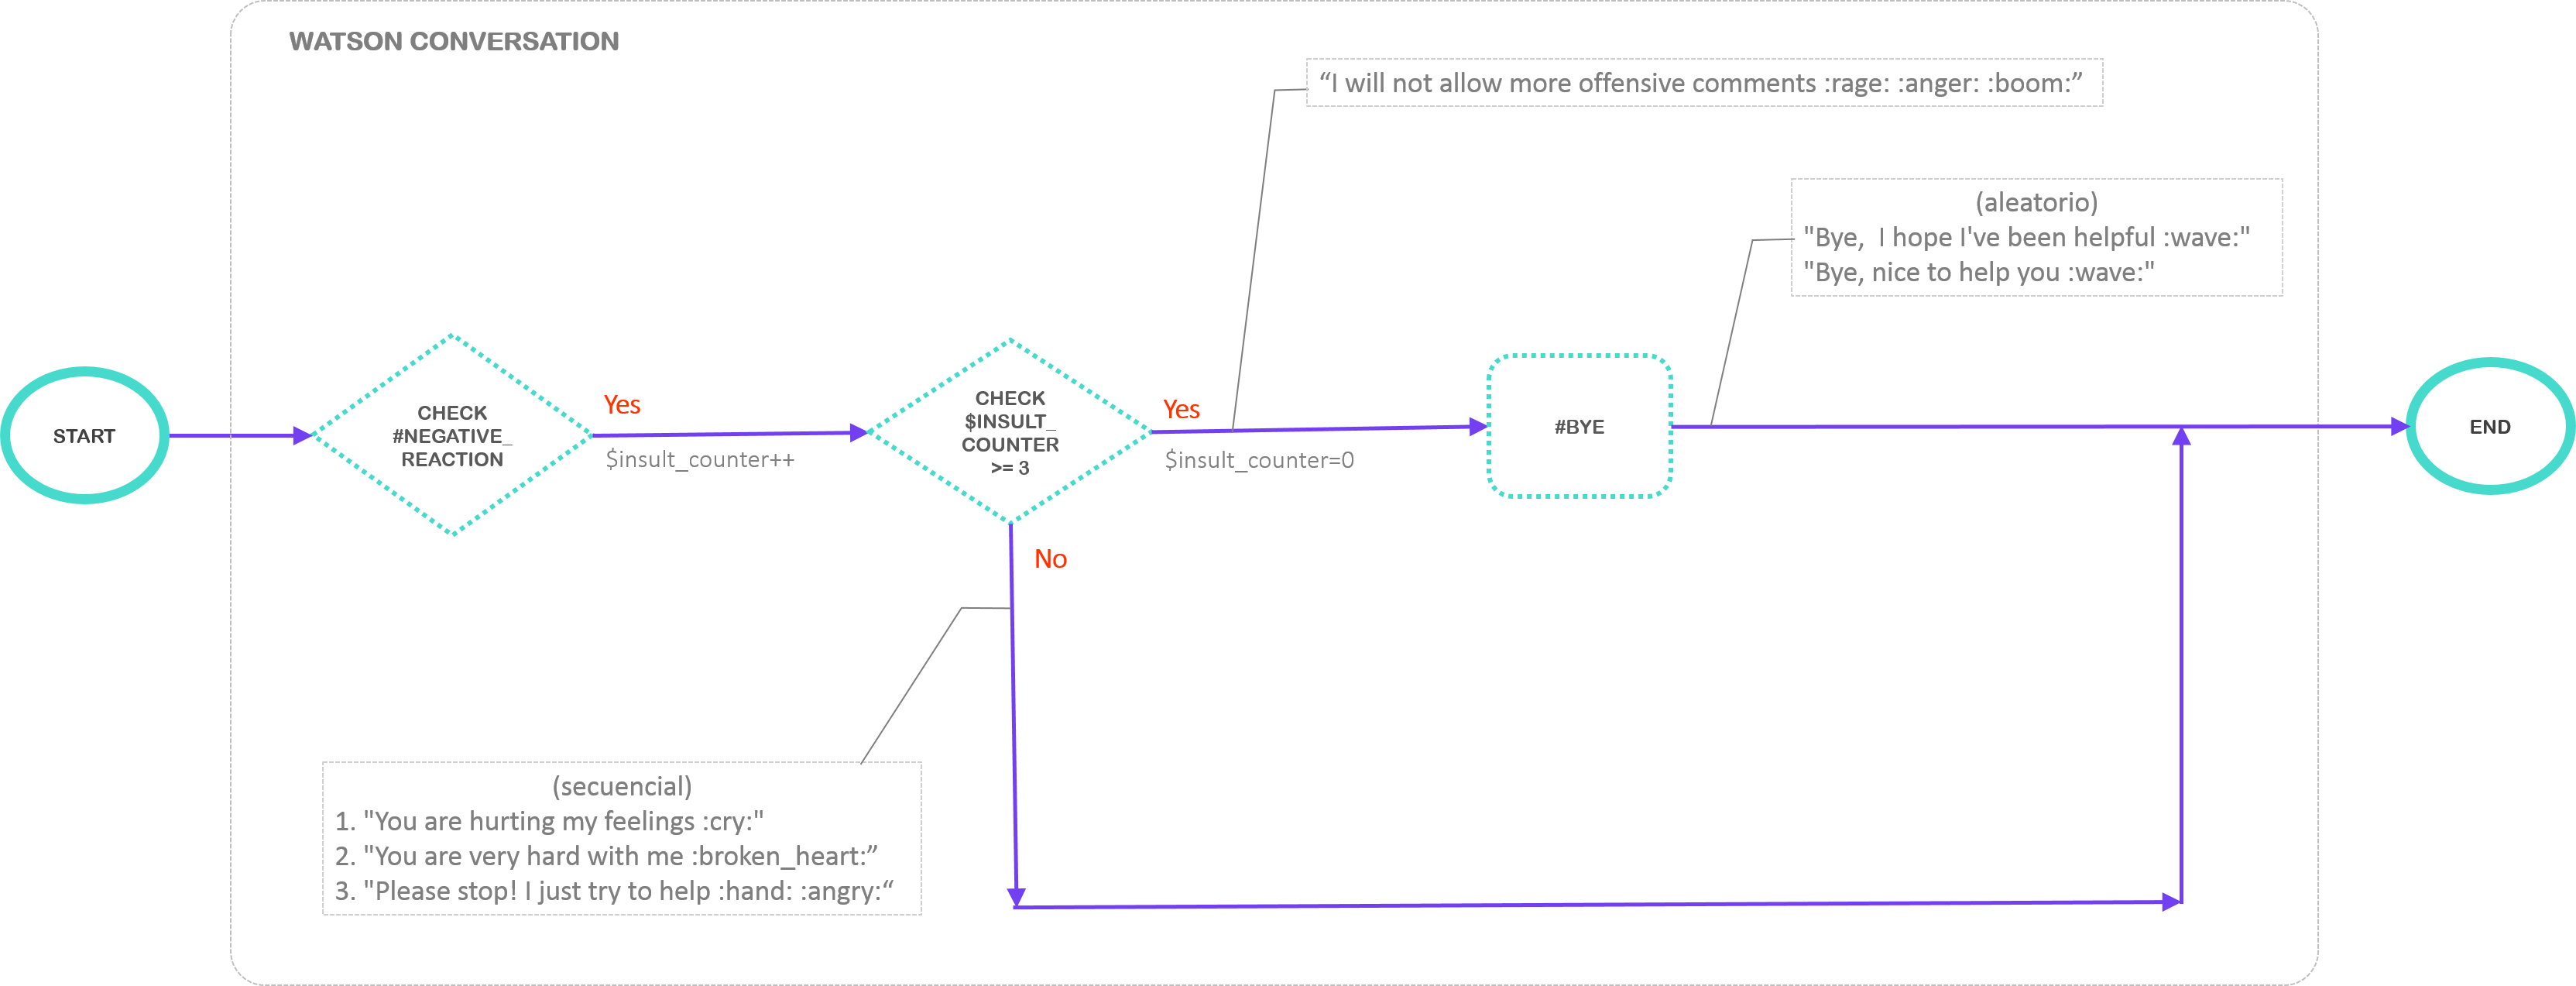 WATSON CONVERSATION
“I will not allow more offensive comments :rage: :anger: :boom:”
(aleatorio)
"Bye,  I hope I've been helpful :wave:"
"Bye, nice to help you :wave:"
START
CHECK
#NEGATIVE_
REACTION
Yes
$insult_counter++
CHECK
$INSULT_
COUNTER
>= 3
Yes
$insult_counter=0
#BYE
END
No
(secuencial)
1. "You are hurting my feelings :cry:"
2. "You are very hard with me :broken_heart:”
3. "Please stop! I just try to help :hand: :angry:“